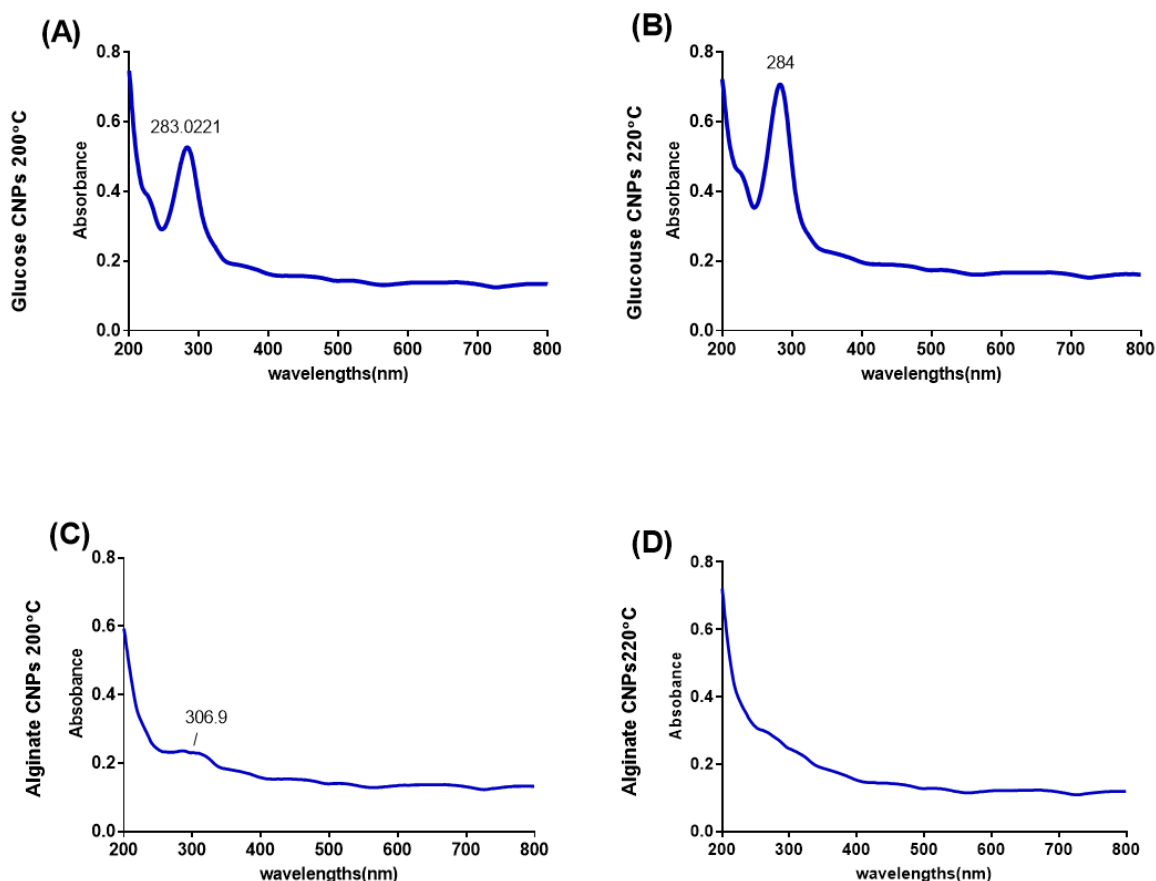 (A)
Glucose CNPs 200°C
Absorbance
0.8
0.6
0.4
0.2
0.0
283.0221
200 300 400 500 600 700 800
wavelengths(nm)
(B)
Glucouse CNPs 220°C
Absorbance
0.8
0.6
0.4
0.2
0.0
284
200 300 400 500 600 700 800
wavelengths(nm)
(C)
Alginate CNPs 200°C
Absobance
0.8
0.6
0.4
0.2
0.0
306.9
200 300 400 500 600 700 800
wavelengths(nm)
(D)
Alginate CNPs220°C
Absobance
0.8
0.6
0.4
0.2
0.0
200 300 400 500 600 700 800
wavelengths(nm)